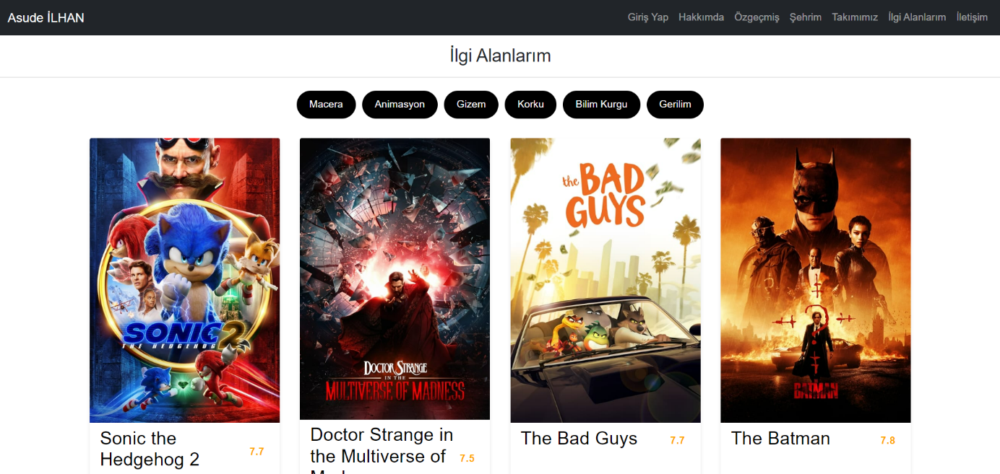 Asude İLHAN
Giriş Yap Hakkımda Özgeçmiş Şehrim Takımımız İlgi Alanlarım İletişim
İlgi Alanlarım
Macera Animasyon Gizem Korku Bilim Kurgu Gerilim
SONIC 2
THE HEDGEHOG
DOCTOR STRANGE
IN THE
MULTIVERSE OF MADNESS
the BAD
GUYS
THE
BATMAN
Sonic the
Hedgehog 2
7.7
Doctor Strange in
the Multiverse of
7.5
The Bad Guys
7.7
The Batman
7.8